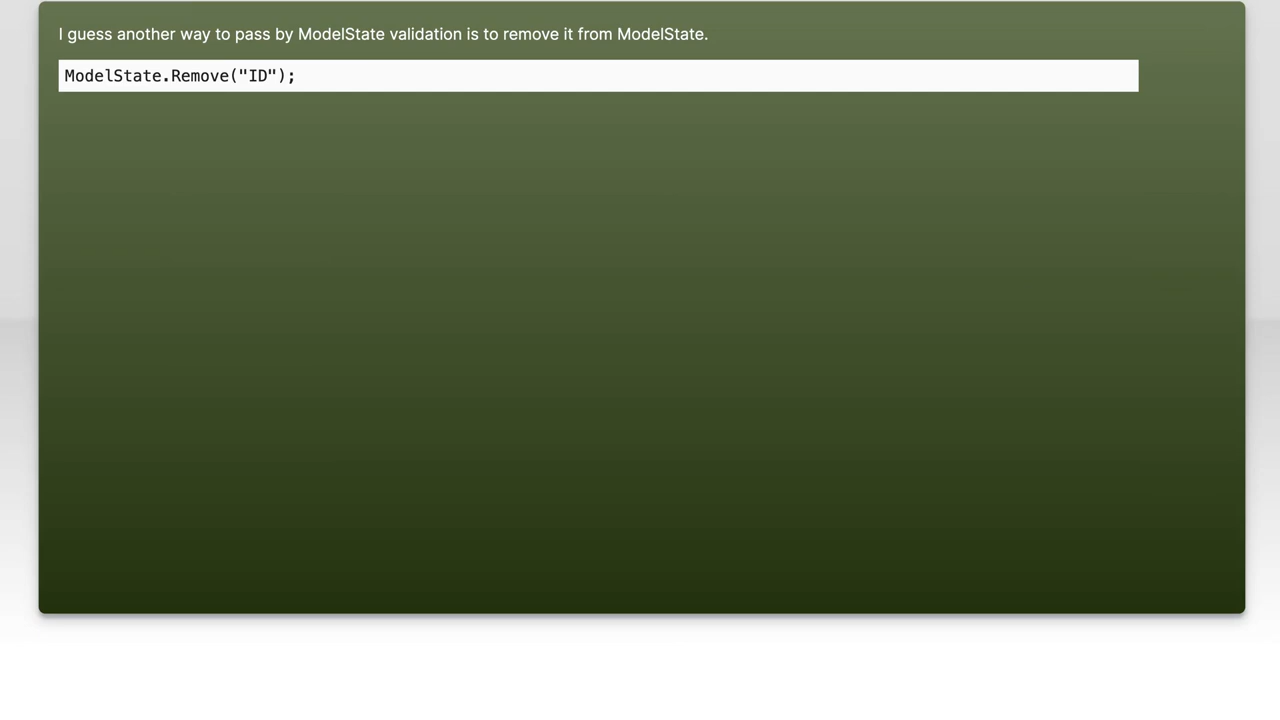 I guess another way to pass by ModelState validation is to remove it from ModelState.
ModelState.Remove("ID");